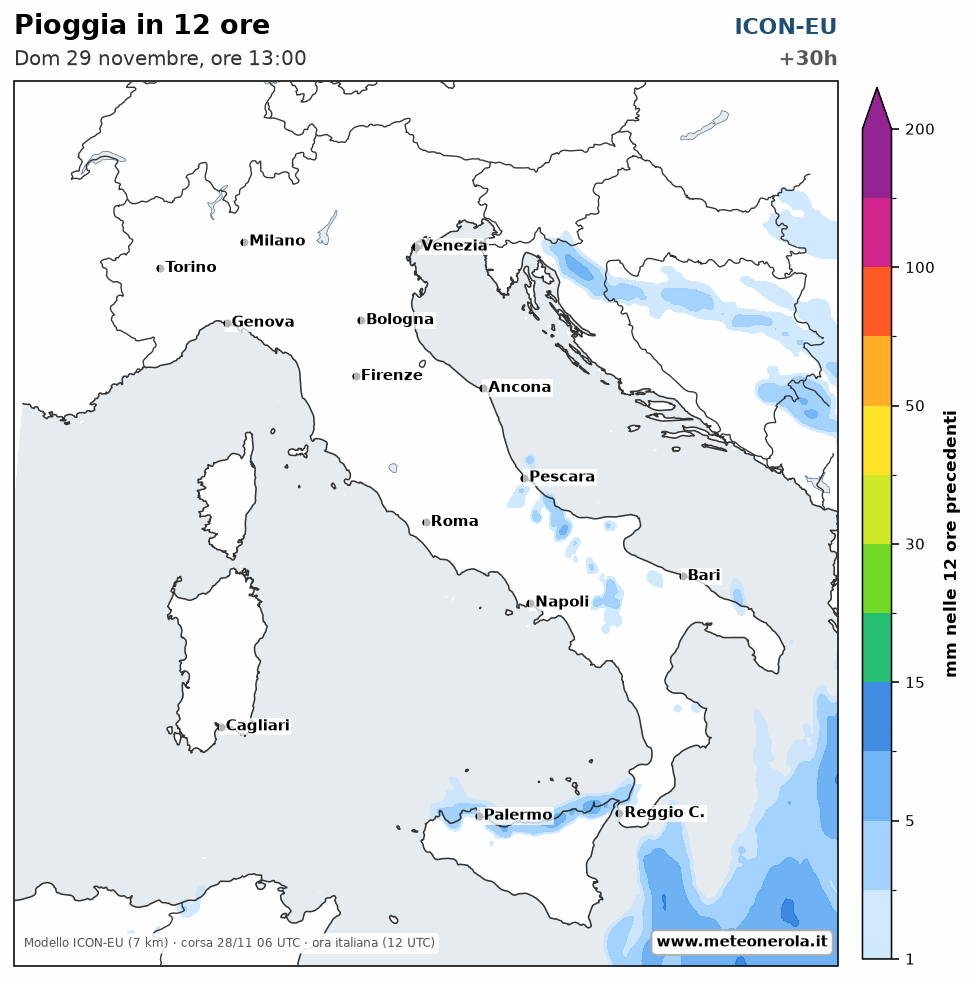 Pioggia in 12 ore
ICON-EU
Dom 29 novembre, ore 13:00
+30h
200
100
50
30
15
5
1
mm nelle 12 ore precedenti
Milano
Venezia
Torino
Genova
Bologna
Firenze
Ancona
Pescara
Roma
Bari
Napoli
Cagliari
Palermo
Reggio C.
Modello ICON-EU (7 km) · corsa 28/11 06 UTC · ora italiana (12 UTC)
www.meteonerola.it